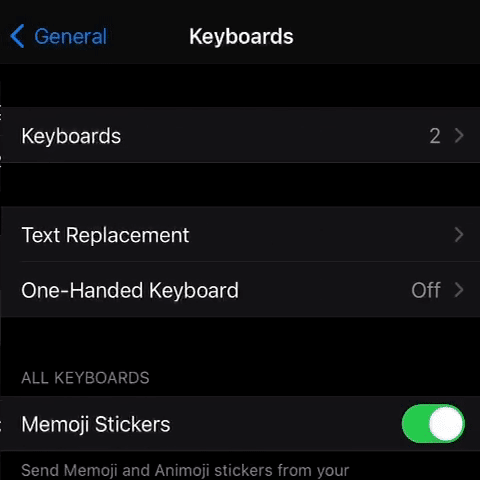 General
Keyboards
Keyboards 2
Text Replacement
One-Handed Keyboard Off
ALL KEYBOARDS
Memoji Stickers
Send Memoji and Animoji stickers from your